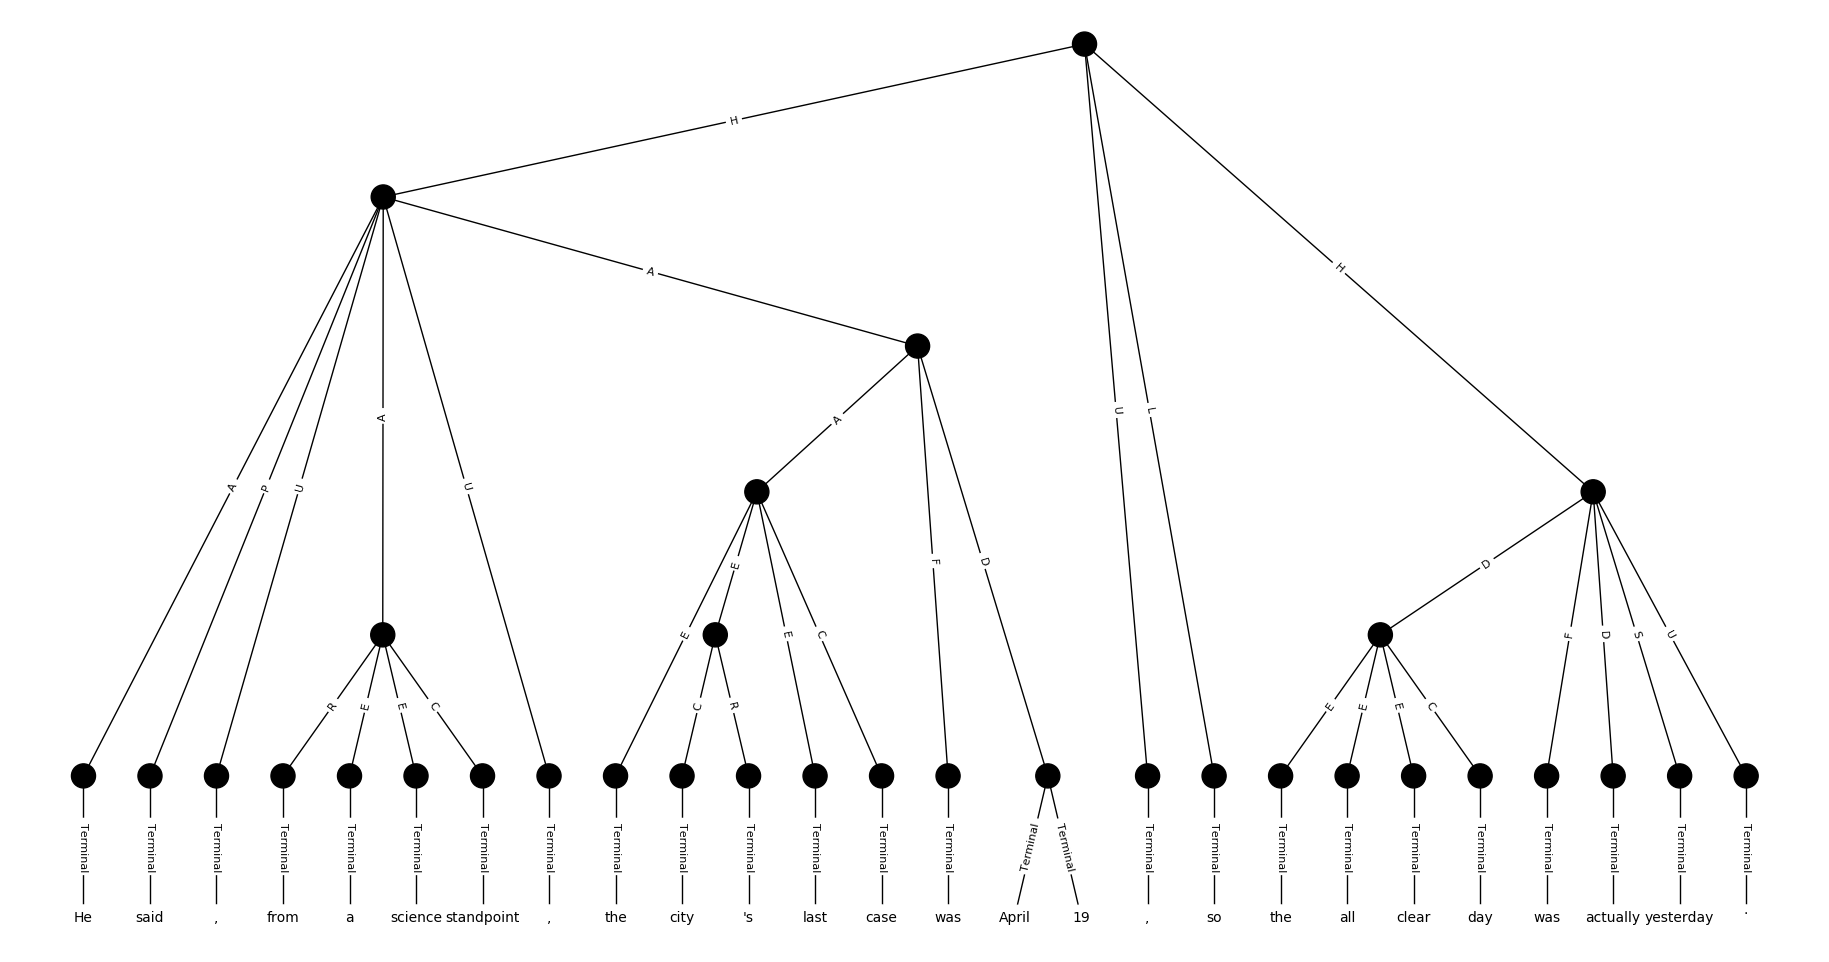 H
H
A
A
A
U
L
A
P
U
U
F
D
E
D
E
E
C
F
D
S
U
R
E
E
C
C
R
E
E
E
C
Terminal Terminal Terminal Terminal Terminal Terminal Terminal Terminal Terminal Terminal Terminal Terminal Terminal Terminal Terminal Terminal Terminal Terminal Terminal Terminal Terminal Terminal Terminal Terminal Terminal Terminal
He said , from a science standpoint , the city 's last case was April 19 , so the all clear day was actually yesterday .